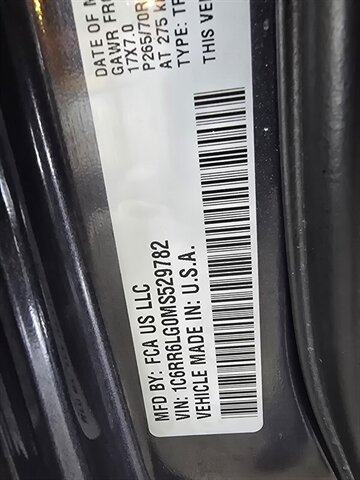 DATE OF M
GAWR FR
17X7.0
P265/70R
AT 275 k
TYPE: TR
THIS VEH
MFD BY: FCA US LLC
VIN: 1C6RR6LG0MS529782
VEHICLE MADE IN: U.S.A.